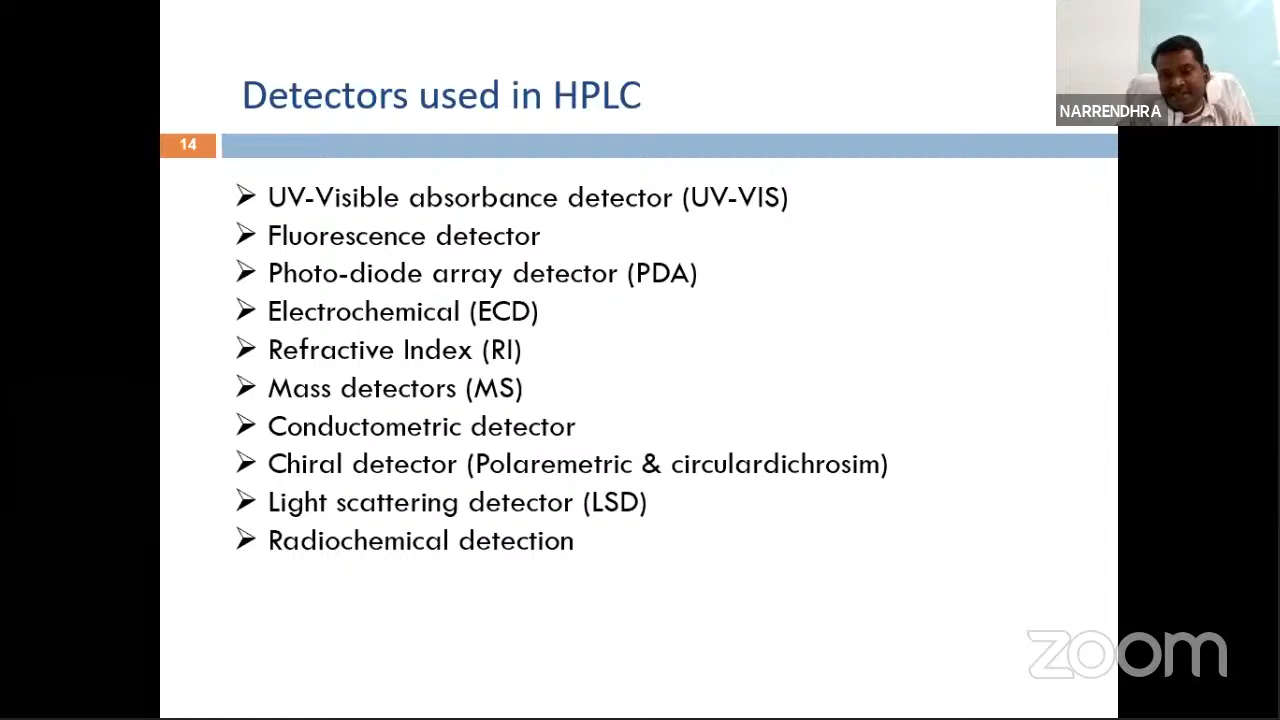 Detectors used in HPLC
NARRENDHRA
14
➢ UV-Visible absorbance detector (UV-VIS)
➢ Fluorescence detector
➢ Photo-diode array detector (PDA)
➢ Electrochemical (ECD)
➢ Refractive Index (RI)
➢ Mass detectors (MS)
➢ Conductometric detector
➢ Chiral detector (Polaremetric & circulardichrosim)
➢ Light scattering detector (LSD)
➢ Radiochemical detection
zoom